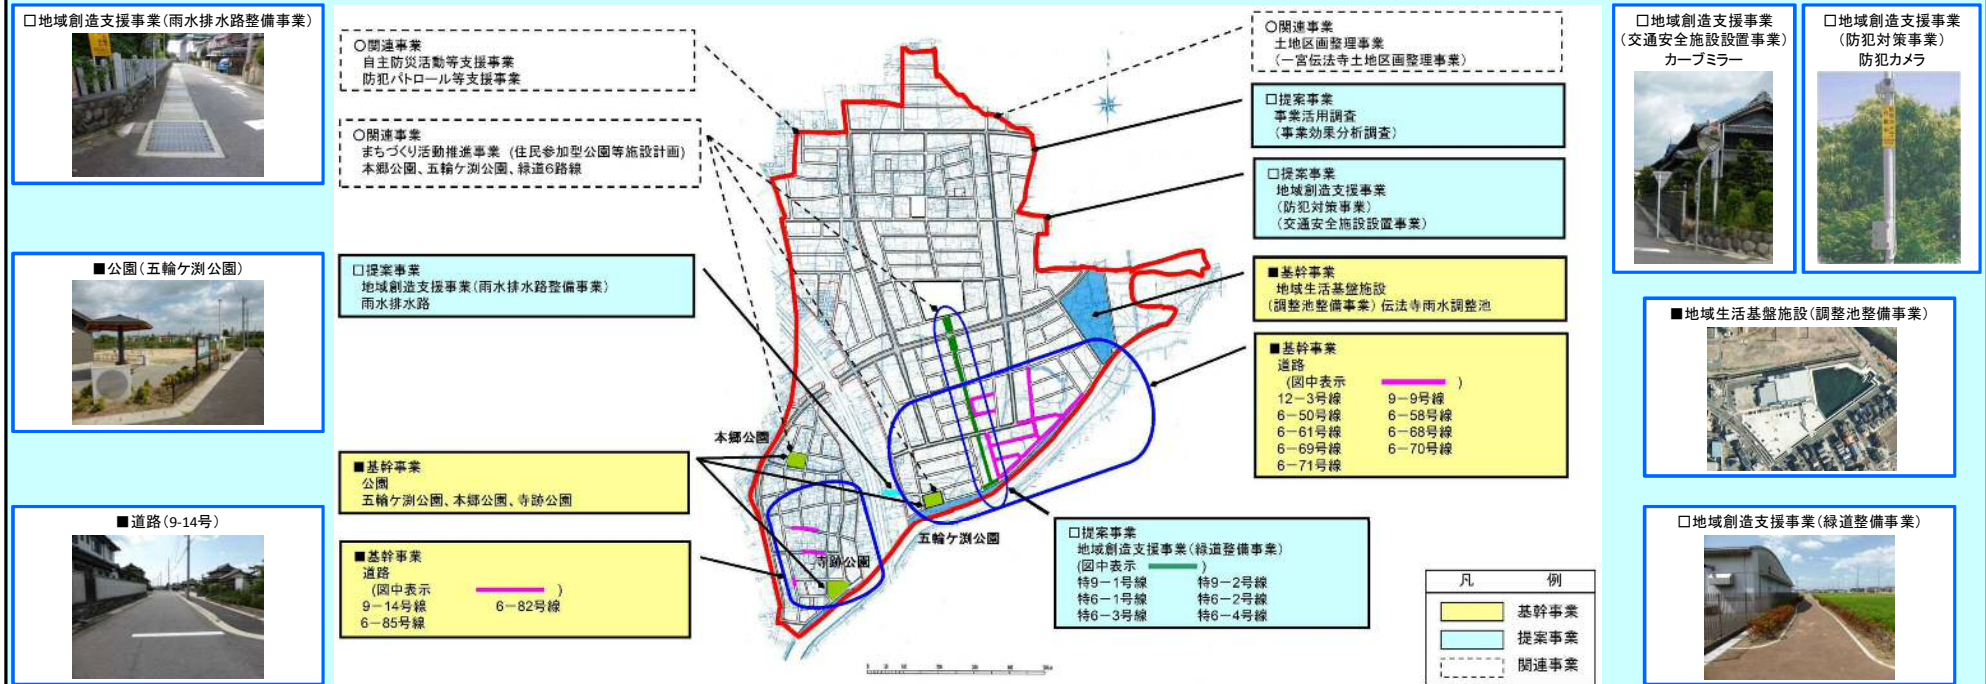 □地域創造支援事業(雨水排水路整備事業)
■公園(五輪ケ渕公園)
■道路(9-14号)
○関連事業
自主防災活動等支援事業
防犯パトロール等支援事業
○関連事業
まちづくり活動推進事業 (住民参加型公園等施設計画)
本郷公園、五輪ケ渕公園、緑道6路線
□提案事業
地域創造支援事業(雨水排水路整備事業)
雨水排水路
■基幹事業
公園
五輪ケ渕公園、本郷公園、寺跡公園
■基幹事業
道路
(図中表示 )
9－14号線 6－82号線
6－85号線
本郷公園
寺跡公園
五輪ケ渕公園
○関連事業
土地区画整理事業
(一宮伝法寺土地区画整理事業)
□提案事業
事業活用調査
(事業効果分析調査)
□提案事業
地域創造支援事業
(防犯対策事業)
(交通安全施設設置事業)
■基幹事業
地域生活基盤施設
(調整池整備事業) 伝法寺雨水調整池
■基幹事業
道路
(図中表示 )
12－3号線 9－9号線
6－50号線 6－58号線
6－61号線 6－68号線
6－69号線 6－70号線
6－71号線
□提案事業
地域創造支援事業(緑道整備事業)
(図中表示 )
特9－1号線 特9－2号線
特6－1号線 特6－2号線
特6－3号線 特6－4号線
凡 例
基幹事業
提案事業
関連事業
□地域創造支援事業
(交通安全施設設置事業)
カーブミラー
□地域創造支援事業
(防犯対策事業)
防犯カメラ
■地域生活基盤施設(調整池整備事業)
□地域創造支援事業(緑道整備事業)